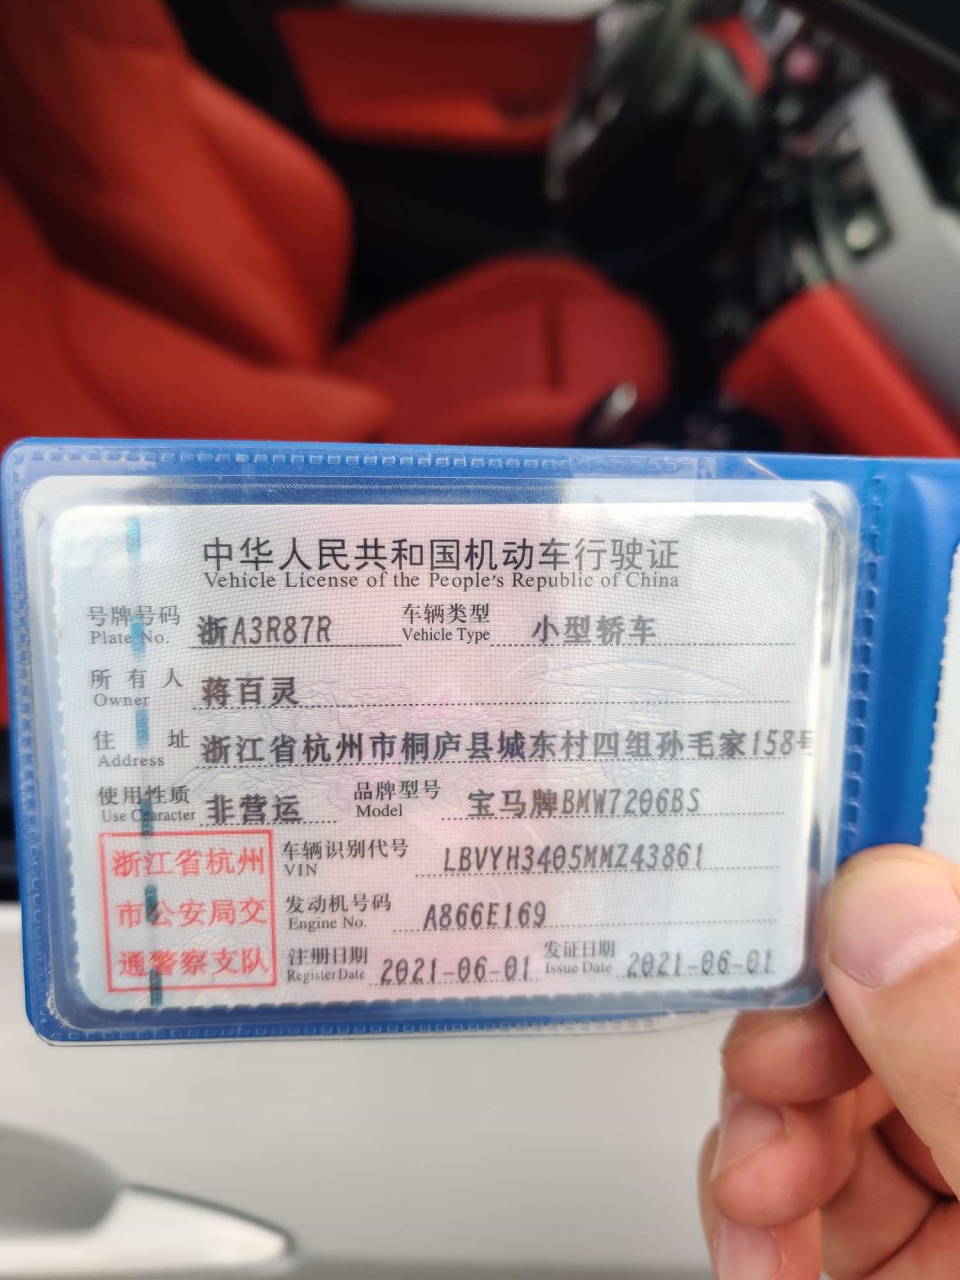 中华人民共和国机动车行驶证
Vehicle License of the People's Republic of China
号牌号码 浙A3R87R 车辆类型 小型轿车
Plate No. Vehicle Type
所有人 蒋百灵
Owner
住址 浙江省杭州市桐庐县城东村四组孙毛家158号
Address
使用性质 非营运 品牌型号 宝马牌BMW7206BS
Use Character Model
车辆识别代号 LBVYH3405MMZ43861
VIN
发动机号码 A866E169
Engine No.
注册日期 2021-06-01 发证日期 2021-06-01
Register Date Issue Date
浙江省杭州
市公安局交
通警察支队